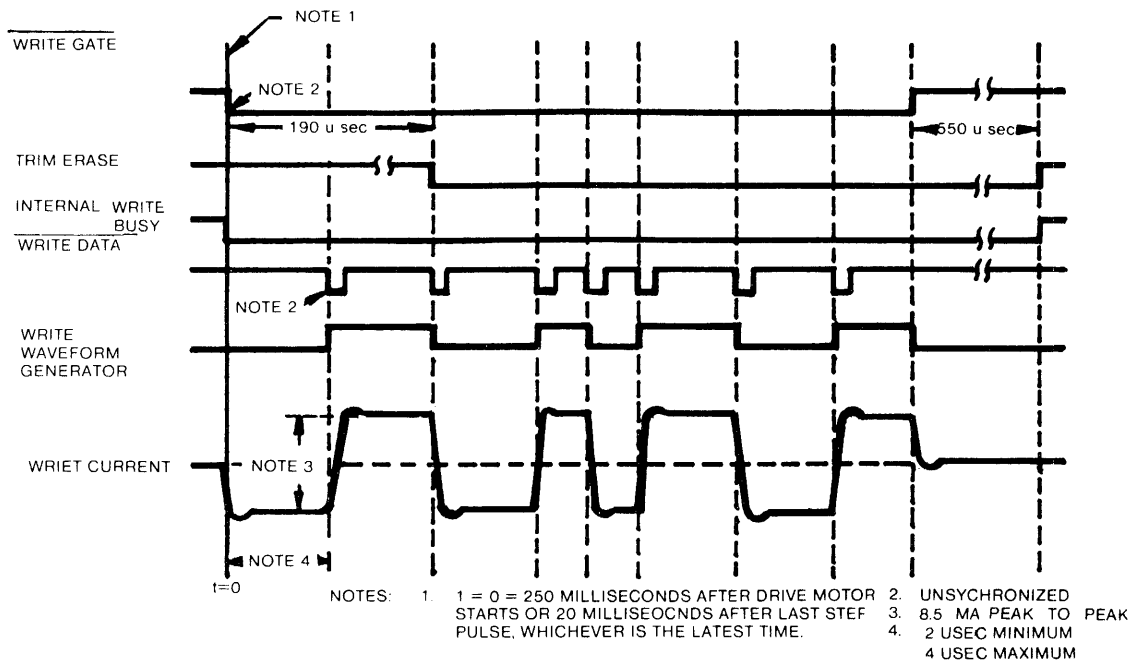 NOTE 1
WRITE GATE
NOTE 2
190 u sec
550 u sec
TRIM ERASE
INTERNAL WRITE
BUSY
WRITE DATA
NOTE 2
WRITE
WAVEFORM
GENERATOR
WRIET CURRENT
NOTE 3
NOTE 4
t=0
NOTES: 1. 1 = 0 = 250 MILLISECONDS AFTER DRIVE MOTOR
STARTS OR 20 MILLISEOCNDS AFTER LAST STEP
PULSE, WHICHEVER IS THE LATEST TIME.
2. UNSYCHRONIZED
3. 8.5 MA PEAK TO PEAK
4. 2 USEC MINIMUM
4 USEC MAXIMUM